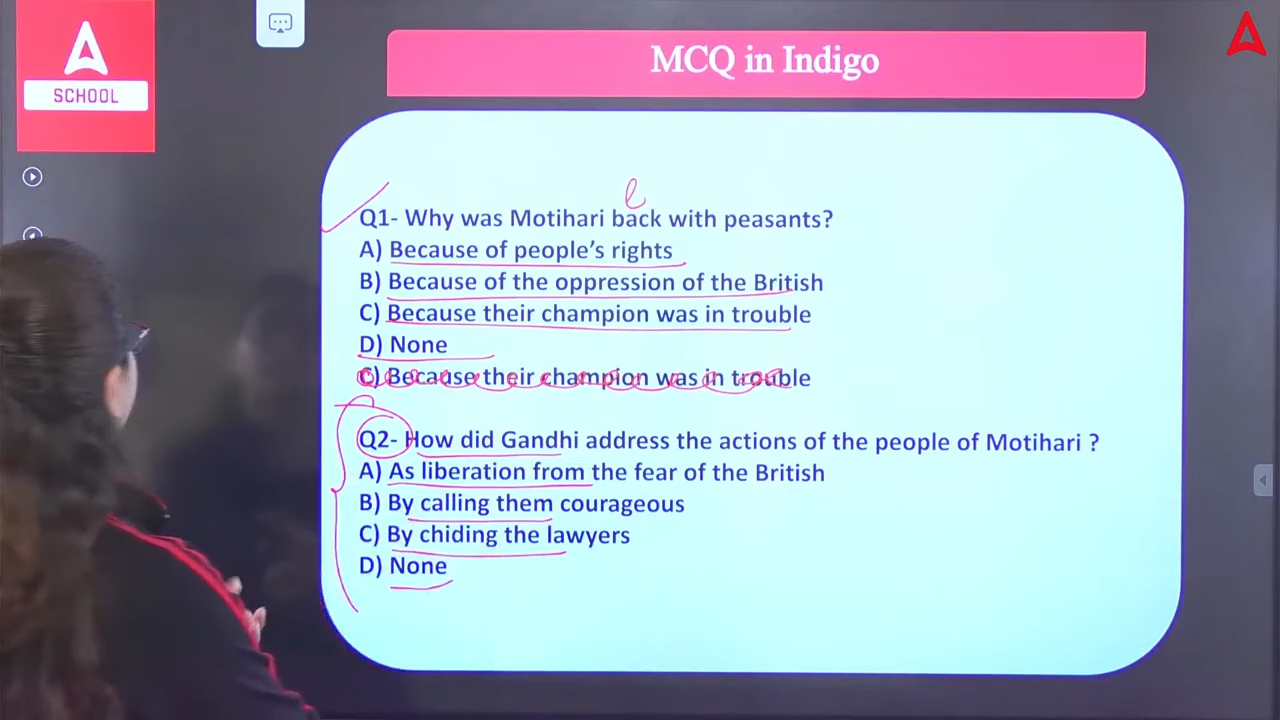 SCHOOL
MCQ in Indigo
Q1- Why was Motihari back with peasants?
A) Because of people's rights
B) Because of the oppression of the British
C) Because their champion was in trouble
D) None
C) Because their champion was in trouble
Q2- How did Gandhi address the actions of the people of Motihari ?
A) As liberation from the fear of the British
B) By calling them courageous
C) By chiding the lawyers
D) None